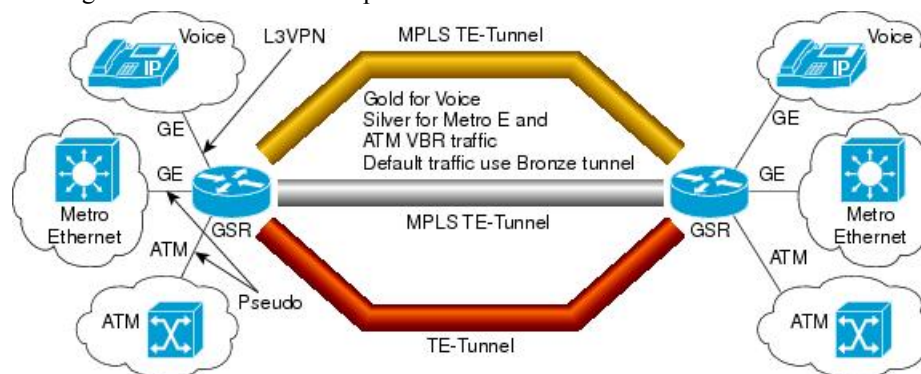 L3VPN
MPLS TE-Tunnel
Voice
IP
GE
Gold for Voice
Silver for Metro E and
ATM VBR traffic
Default traffic use Bronze tunnel
Voice
IP
GE
GE
Metro
Ethernet
GSR
MPLS TE-Tunnel
GSR
GE
Metro
Ethernet
ATM
Pseudo
ATM
TE-Tunnel
ATM
ATM